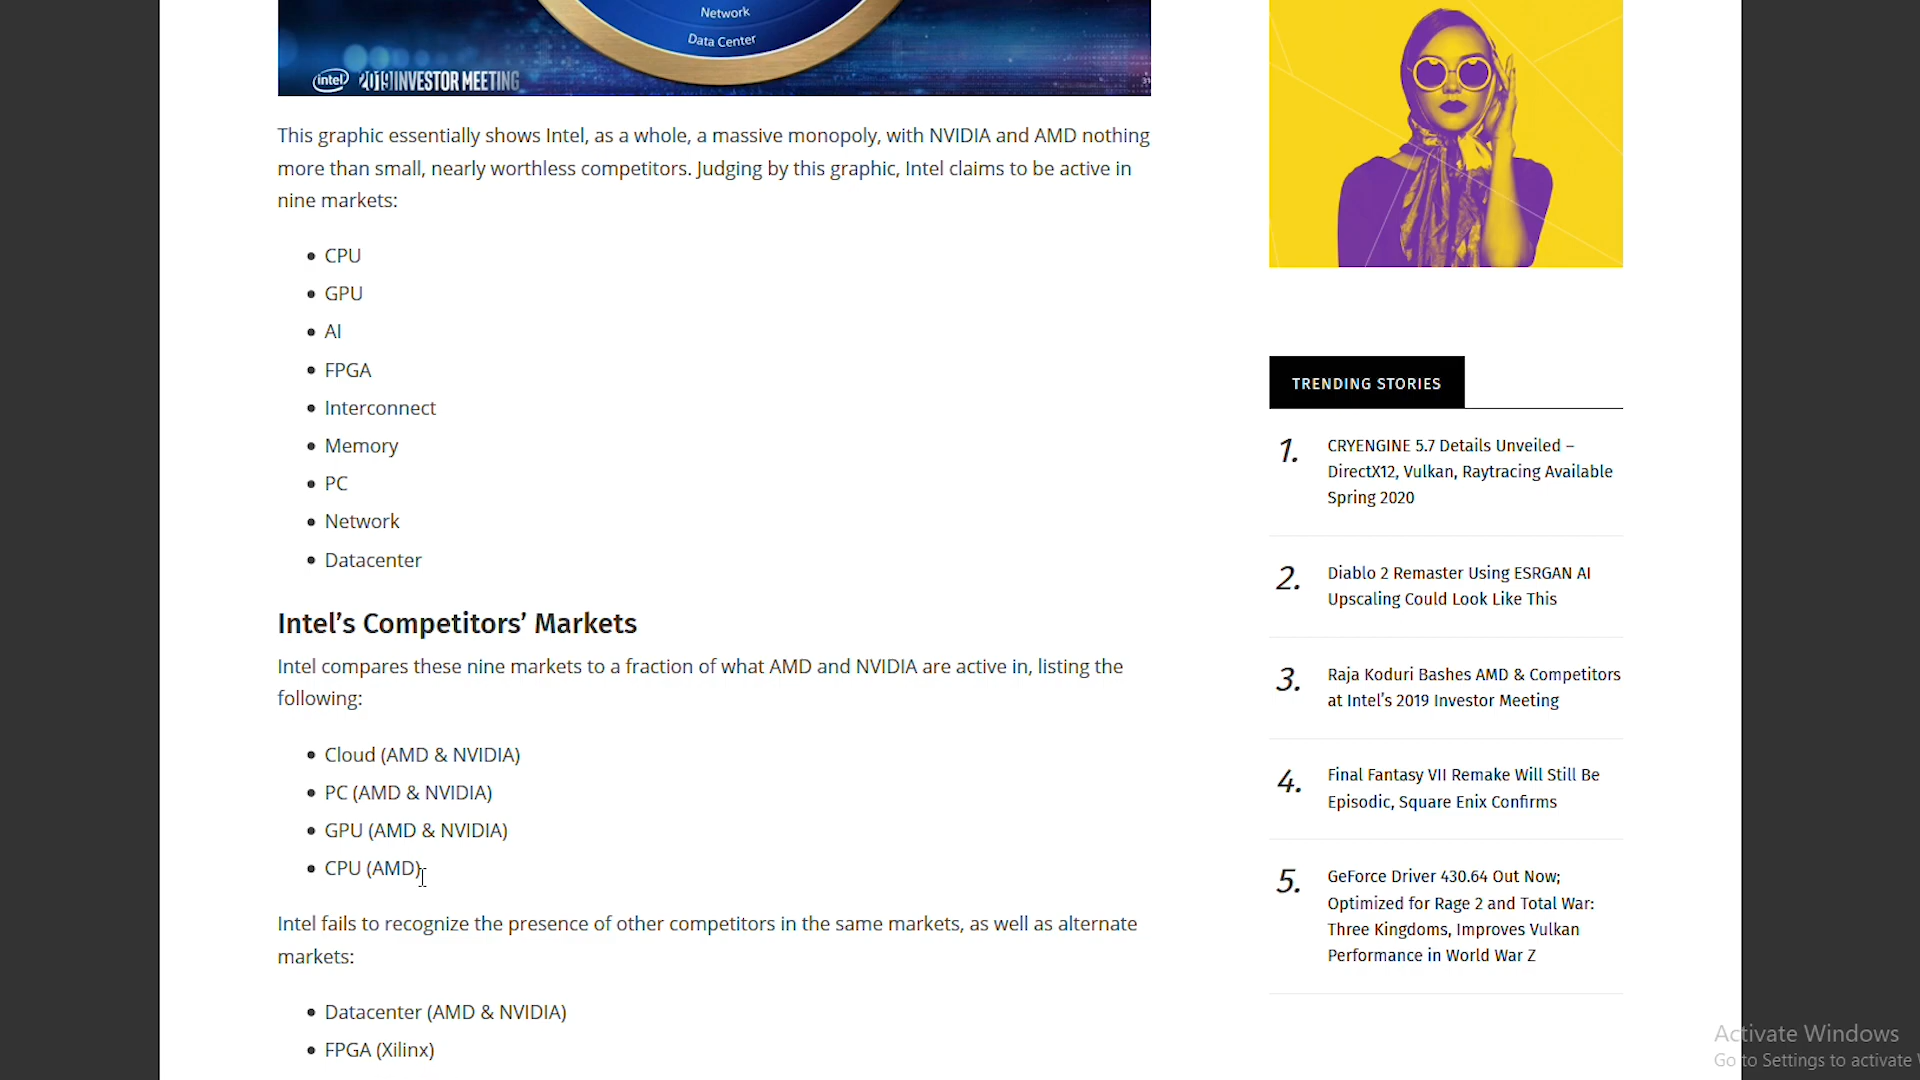 Network
Data Center
intel 2019 INVESTOR MEETING
31
This graphic essentially shows Intel, as a whole, a massive monopoly, with NVIDIA and AMD nothing
more than small, nearly worthless competitors. Judging by this graphic, Intel claims to be active in
nine markets:
CPU
GPU
AI
FPGA
Interconnect
Memory
PC
Network
Datacenter
Intel’s Competitors’ Markets
Intel compares these nine markets to a fraction of what AMD and NVIDIA are active in, listing the
following:
Cloud (AMD & NVIDIA)
PC (AMD & NVIDIA)
GPU (AMD & NVIDIA)
CPU (AMD)
Intel fails to recognize the presence of other competitors in the same markets, as well as alternate
markets:
Datacenter (AMD & NVIDIA)
FPGA (Xilinx)
TRENDING STORIES
1.
CRYENGINE 5.7 Details Unveiled –
DirectX12, Vulkan, Raytracing Available
Spring 2020
2.
Diablo 2 Remaster Using ESRGAN AI
Upscaling Could Look Like This
3.
Raja Koduri Bashes AMD & Competitors
at Intel’s 2019 Investor Meeting
4.
Final Fantasy VII Remake Will Still Be
Episodic, Square Enix Confirms
5.
GeForce Driver 430.64 Out Now;
Optimized for Rage 2 and Total War:
Three Kingdoms, Improves Vulkan
Performance in World War Z
Activate Windows
Go to Settings to activate